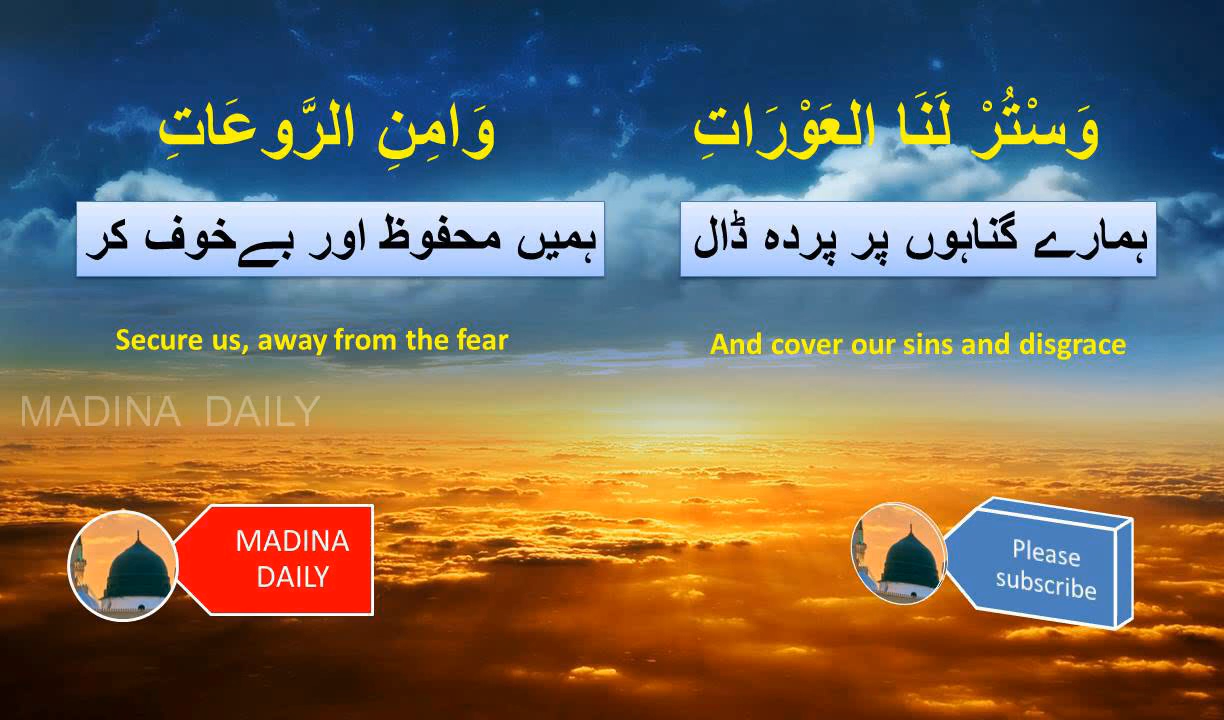 وَسْتُرْ لَنَا العَوْرَاتِ
وَامِنِ الرَّوعَاتِ
ہمارے گناہوں پر پردہ ڈال
ہمیں محفوظ اور بےخوف کر
And cover our sins and disgrace
Secure us, away from the fear
MADINA DAILY
MADINA
DAILY
Please
subscribe